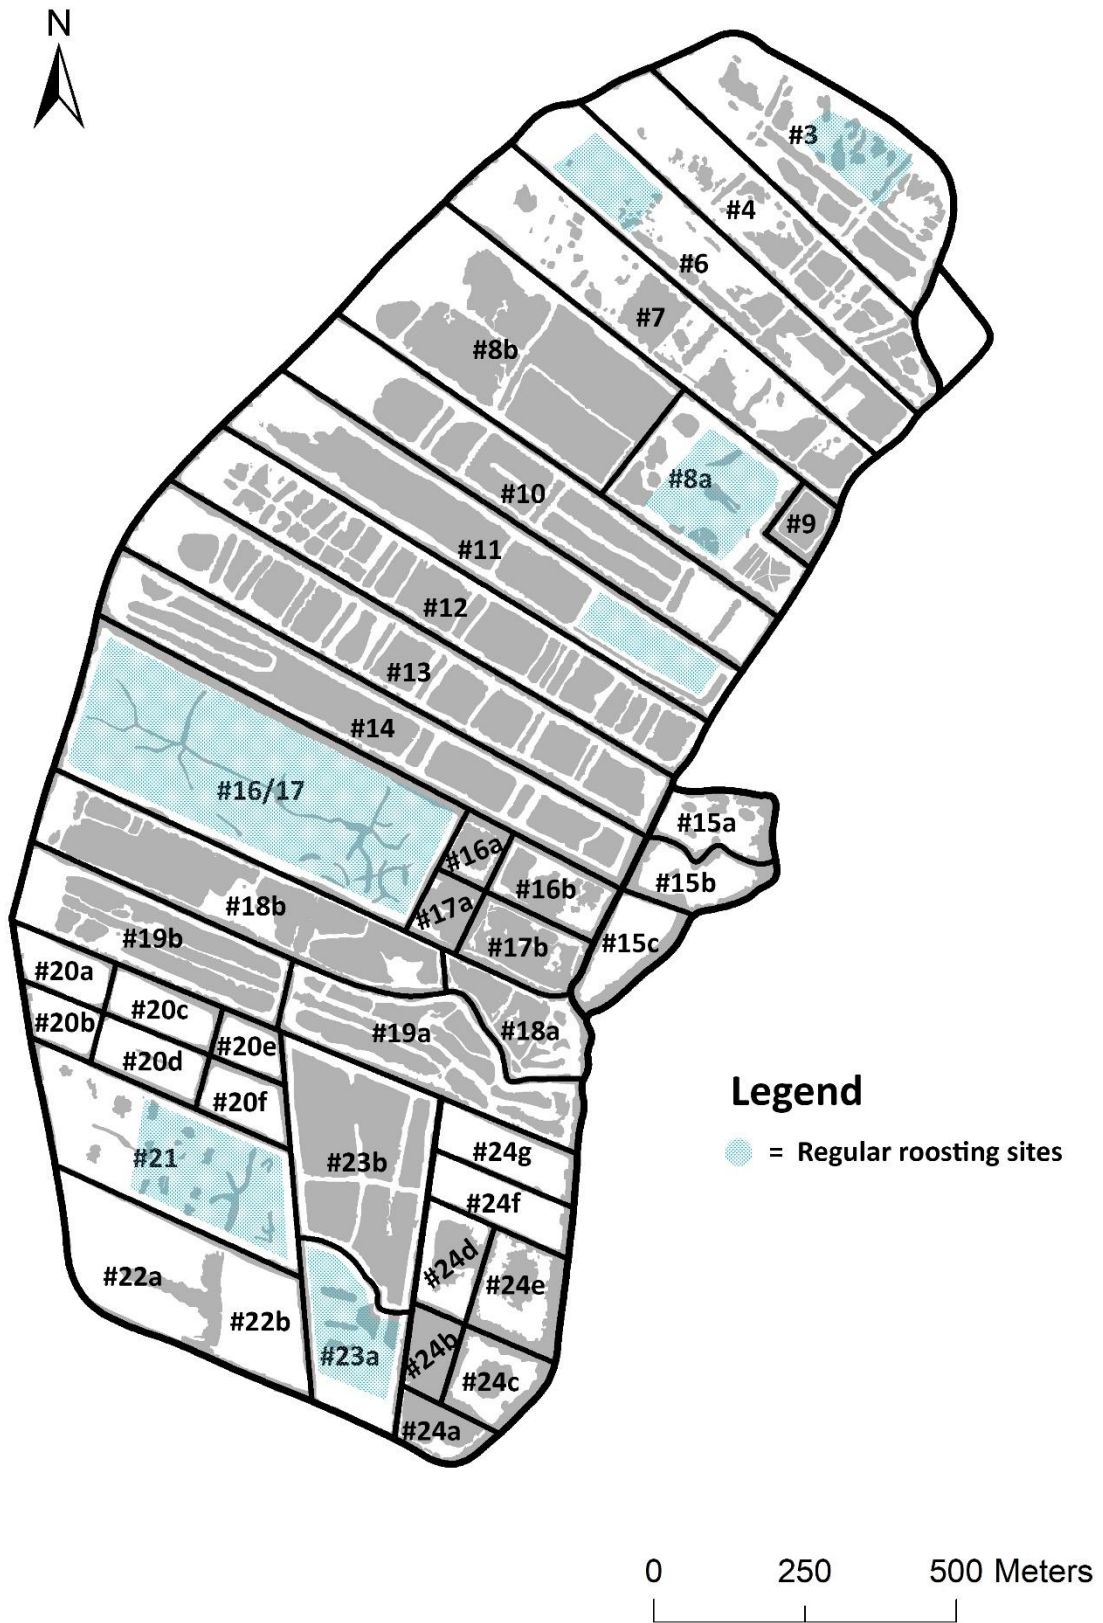 N
#3
#4
#6
#7
#8b
#8a
#9
#10
#11
#12
#13
#14
#16/17
#15a
#15b
#15c
#16a
#16b
#17a
#17b
#18b
#18a
#19b
#19a
#20a
#20b
#20c
#20d
#20e
#20f
#21
#22a
#22b
#23b
#23a
#24g
#24f
#24d
#24e
#24b
#24c
#24a
Legend
= Regular roosting sites
0 250 500 Meters